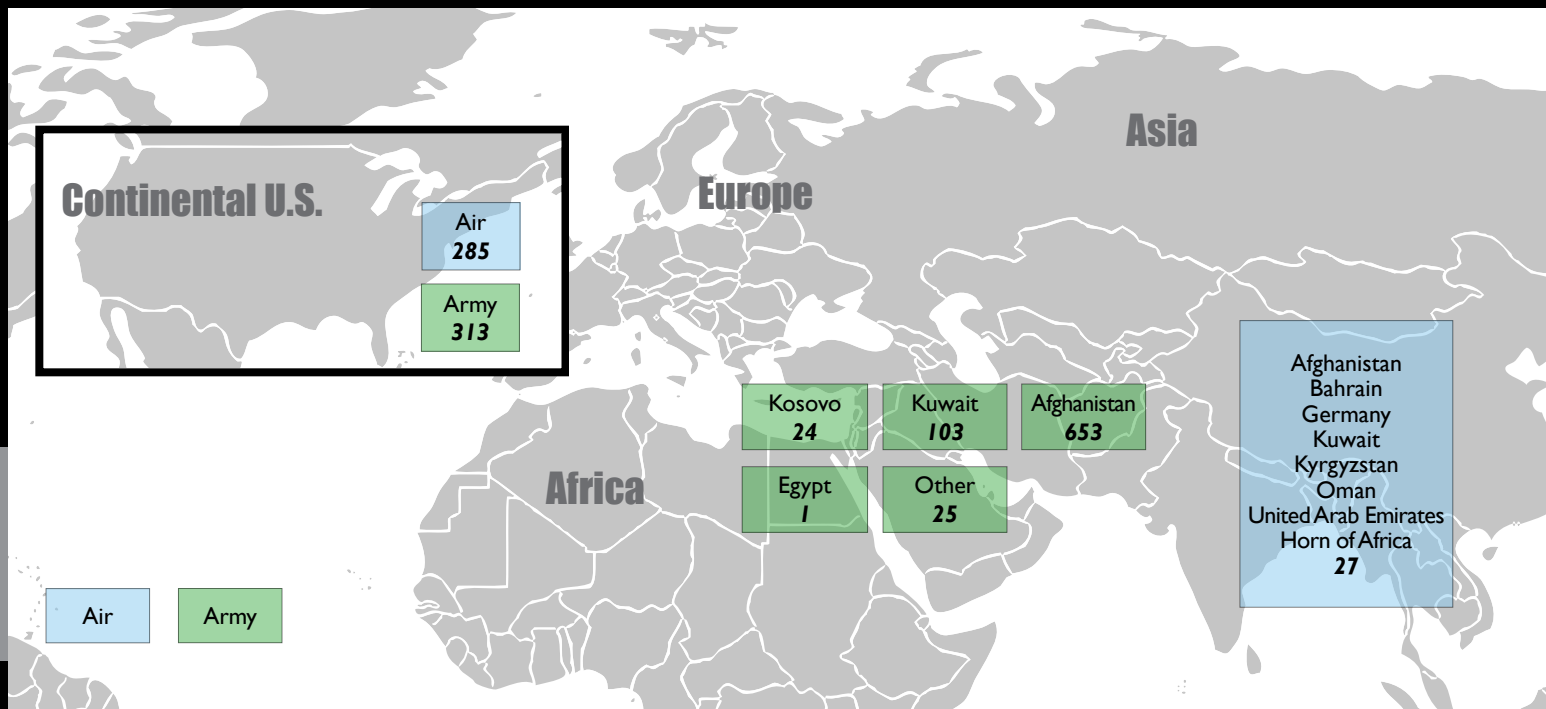 Asia
Europe
Continental U.S.
Air
285
Army
313
Kosovo
24
Kuwait
103
Afghanistan
653
Egypt
1
Other
25
Africa
Afghanistan
Bahrain
Germany
Kuwait
Kyrgyzstan
Oman
United Arab Emirates
Horn of Africa
27
Air
Army